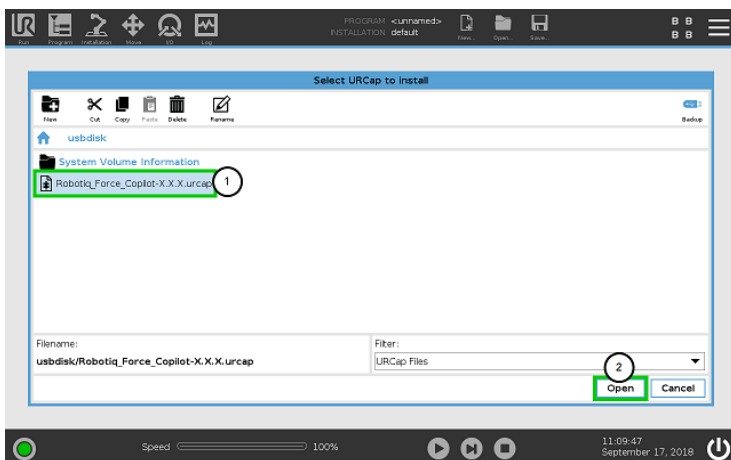 PROGRAM <unnamed>
INSTALLATION default
UR
Run
Program
Installation
Move
I/O
Log
New...
Open...
Save...
B B
B B
Select URCap to install
New
Cut
Copy
Paste
Delete
Rename
Backup
usbdisk
System Volume Information
Robotiq_Force_Copilot-X.X.X.urcap
1
Filename:
usbdisk/Robotiq_Force_Copilot-X.X.X.urcap
Filter:
URCap Files
2
Open
Cancel
Speed
100%
11:09:47
September 17, 2018